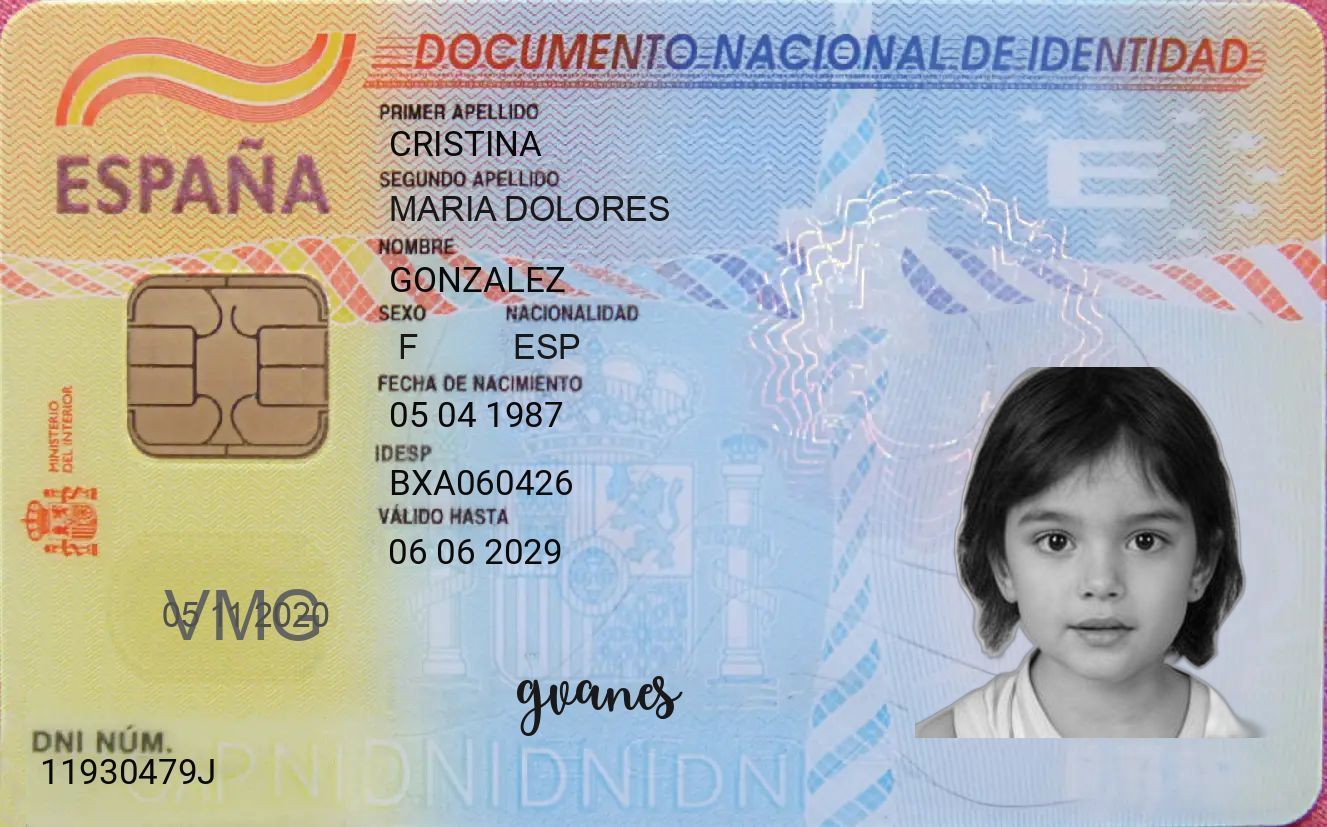 DOCUMENTO NACIONAL DE IDENTIDAD
ESPAÑA
PRIMER APELLIDO
CRISTINA
SEGUNDO APELLIDO
MARIA DOLORES
NOMBRE
GONZALEZ
SEXO NACIONALIDAD
F ESP
FECHA DE NACIMIENTO
05 04 1987
IDESP
BXA060426
VÁLIDO HASTA
06 06 2029
MINISTERIO
DEL INTERIOR
E
05 11 2020
VMG
gvanes
DNI NÚM.
11930479J
DNIDNIDNIDNI